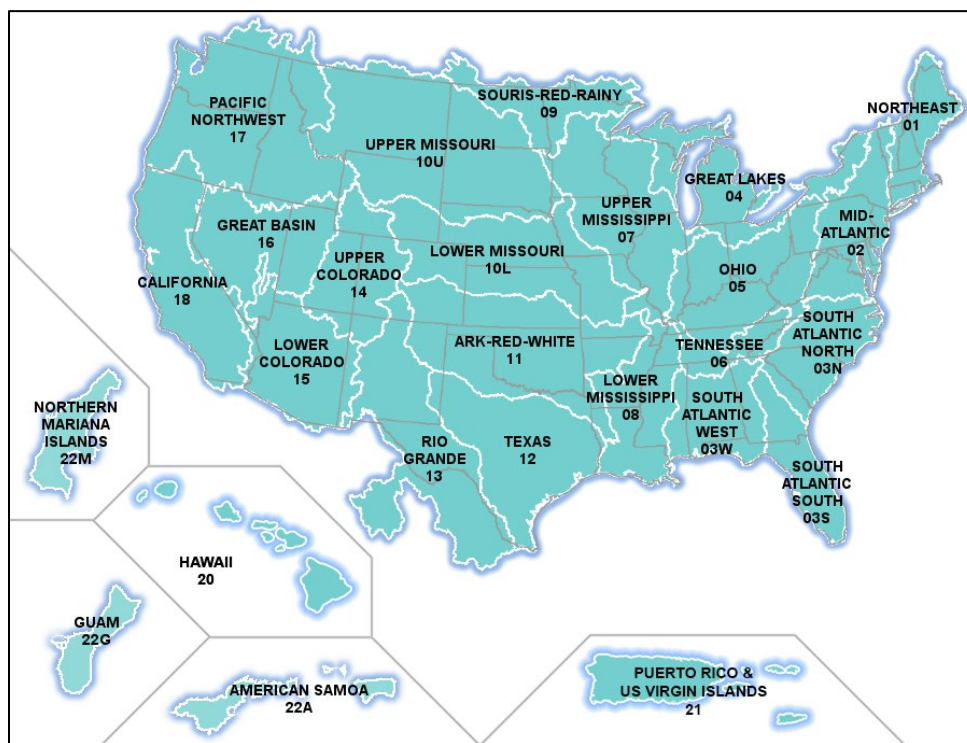 SOURIS-RED-RAINY
09
NORTHEAST
01
PACIFIC
NORTHWEST
17
UPPER MISSOURI
10U
GREAT LAKES
04
UPPER
MISSISSIPPI
07
MID-
ATLANTIC
02
GREAT BASIN
16
LOWER MISSOURI
10L
UPPER
COLORADO
14
OHIO
05
CALIFORNIA
18
SOUTH
ATLANTIC
NORTH
03N
LOWER
COLORADO
15
ARK-RED-WHITE
11
TENNESSEE
06
LOWER
MISSISSIPPI
08
SOUTH
ATLANTIC
WEST
03W
NORTHERN
MARIANA
ISLANDS
22M
RIO
GRANDE
13
TEXAS
12
SOUTH
ATLANTIC
SOUTH
03S
HAWAII
20
GUAM
22G
AMERICAN SAMOA
22A
PUERTO RICO &
US VIRGIN ISLANDS
21